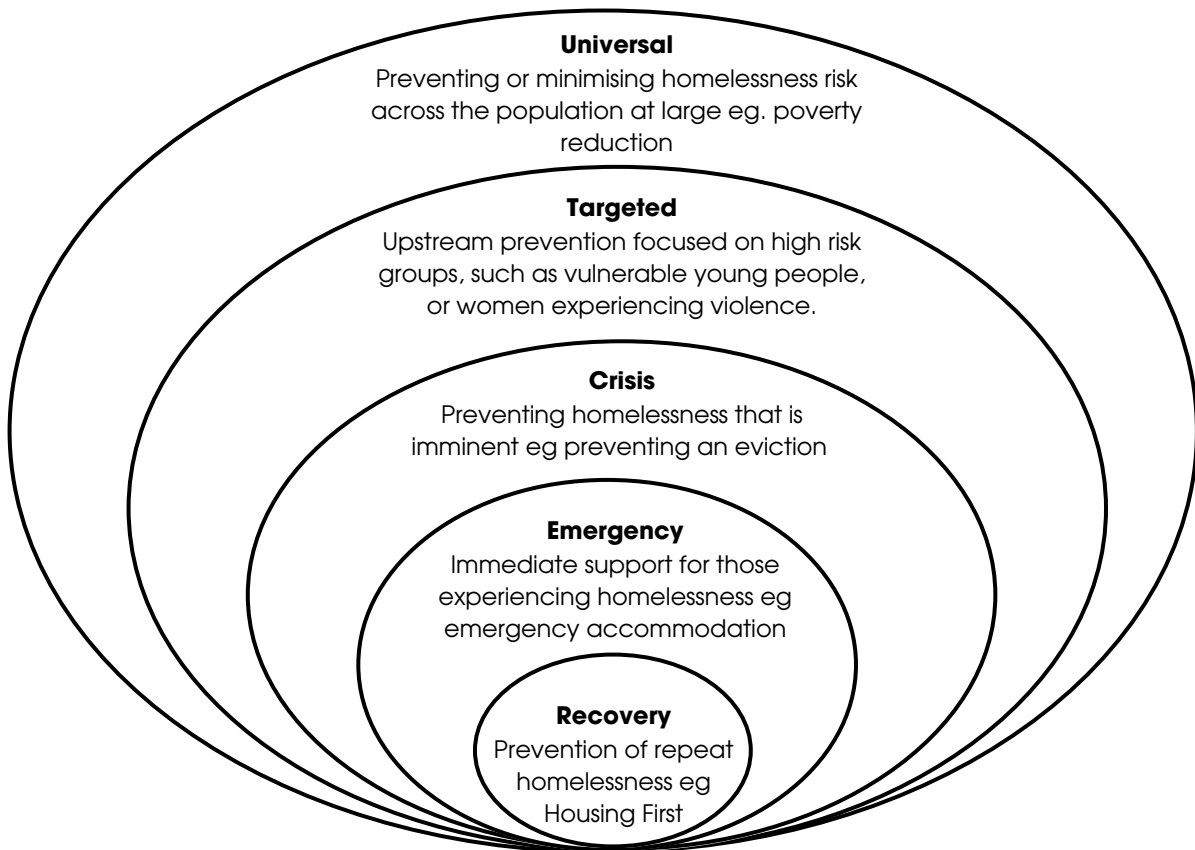 Universal
Preventing or minimising homelessness risk
across the population at large eg. poverty
reduction
Targeted
Upstream prevention focused on high risk
groups, such as vulnerable young people,
or women experiencing violence.
Crisis
Preventing homelessness that is
imminent eg preventing an eviction
Emergency
Immediate support for those
experiencing homelessness eg
emergency accommodation
Recovery
Prevention of repeat
homelessness eg
Housing First